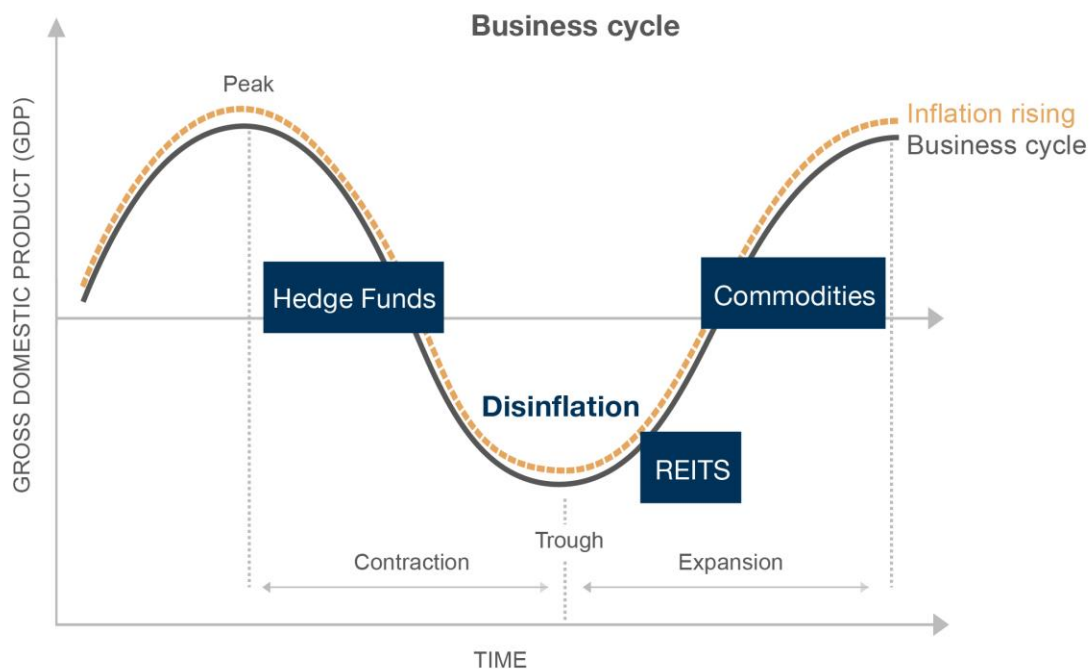 Business cycle
GROSS DOMESTIC PRODUCT (GDP)
Peak
Inflation rising
Business cycle
Hedge Funds
Commodities
Disinflation
REITS
Trough
Contraction
Expansion
TIME